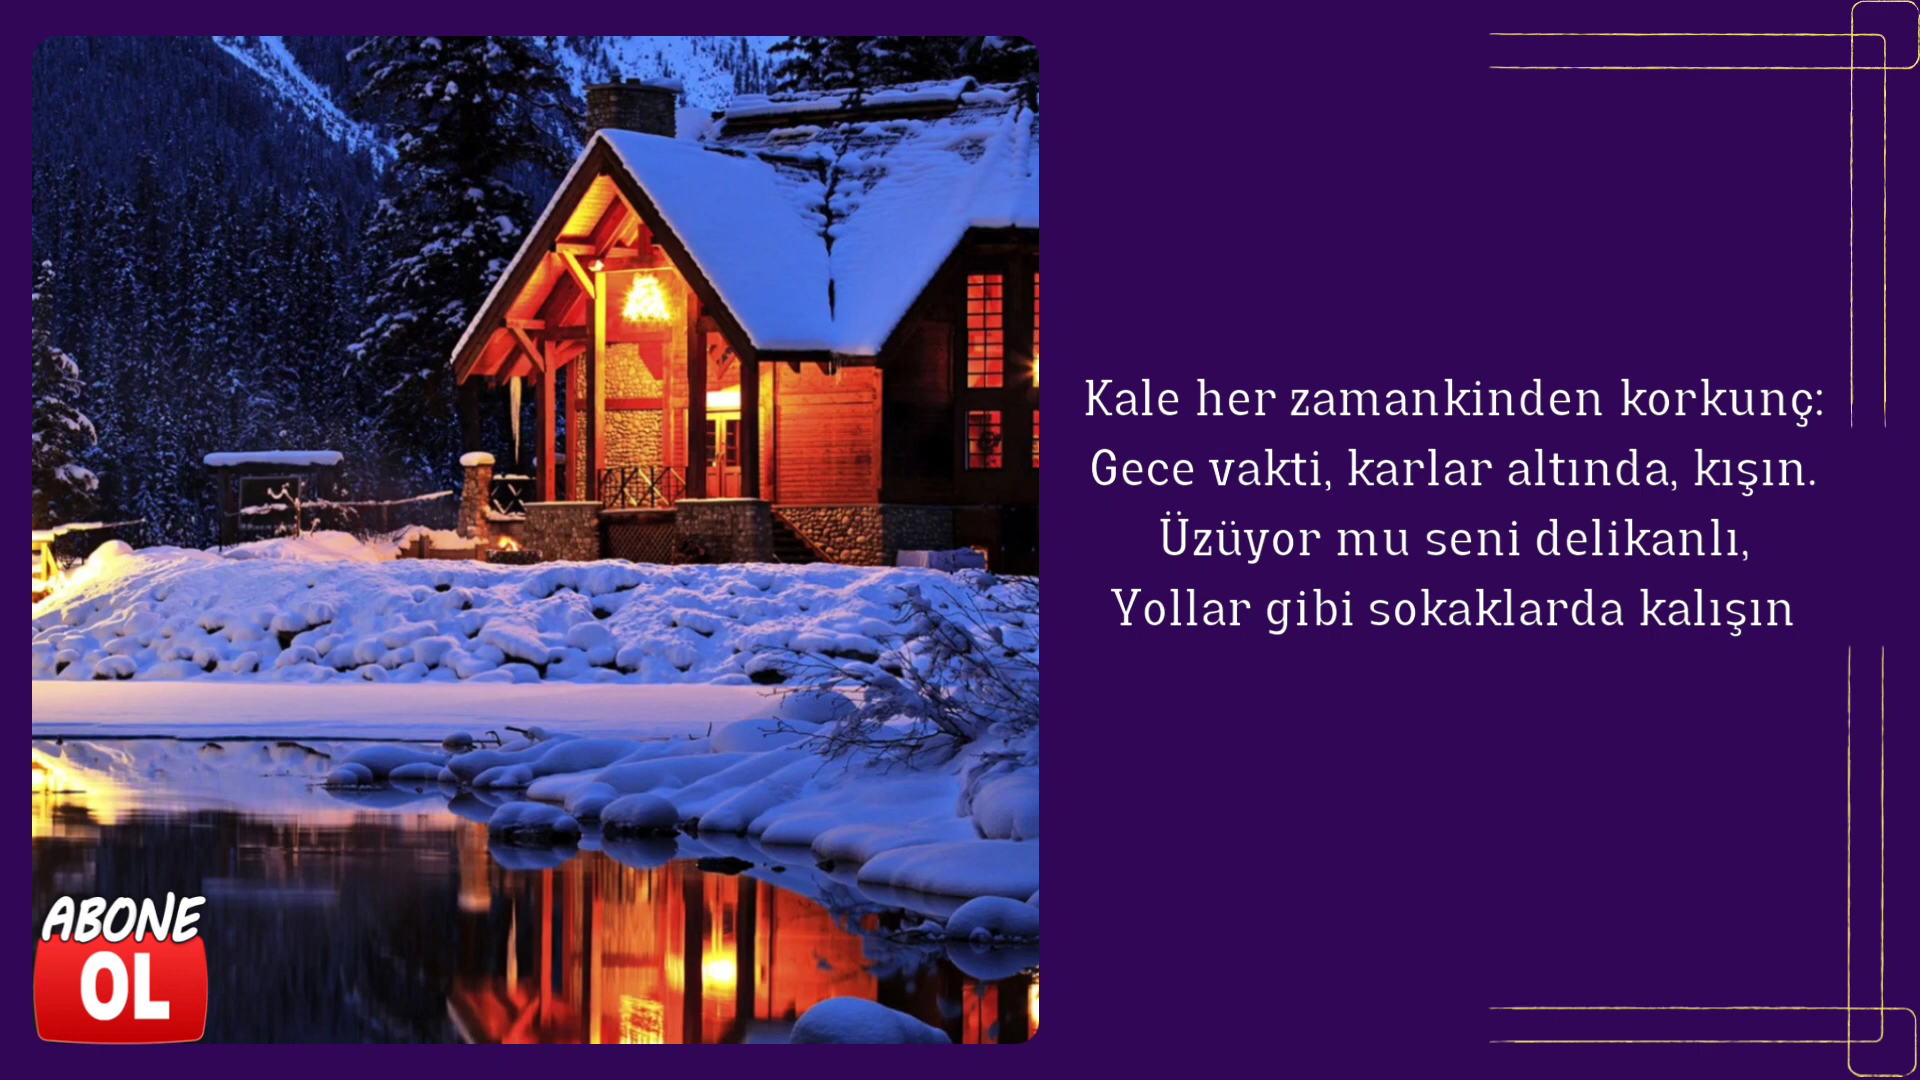 Kale her zamankinden korkunç:
Gece vakti, karlar altında, kışın.
Üzüyor mu seni delikanlı,
Yollar gibi sokaklarda kalışın
ABONE
OL